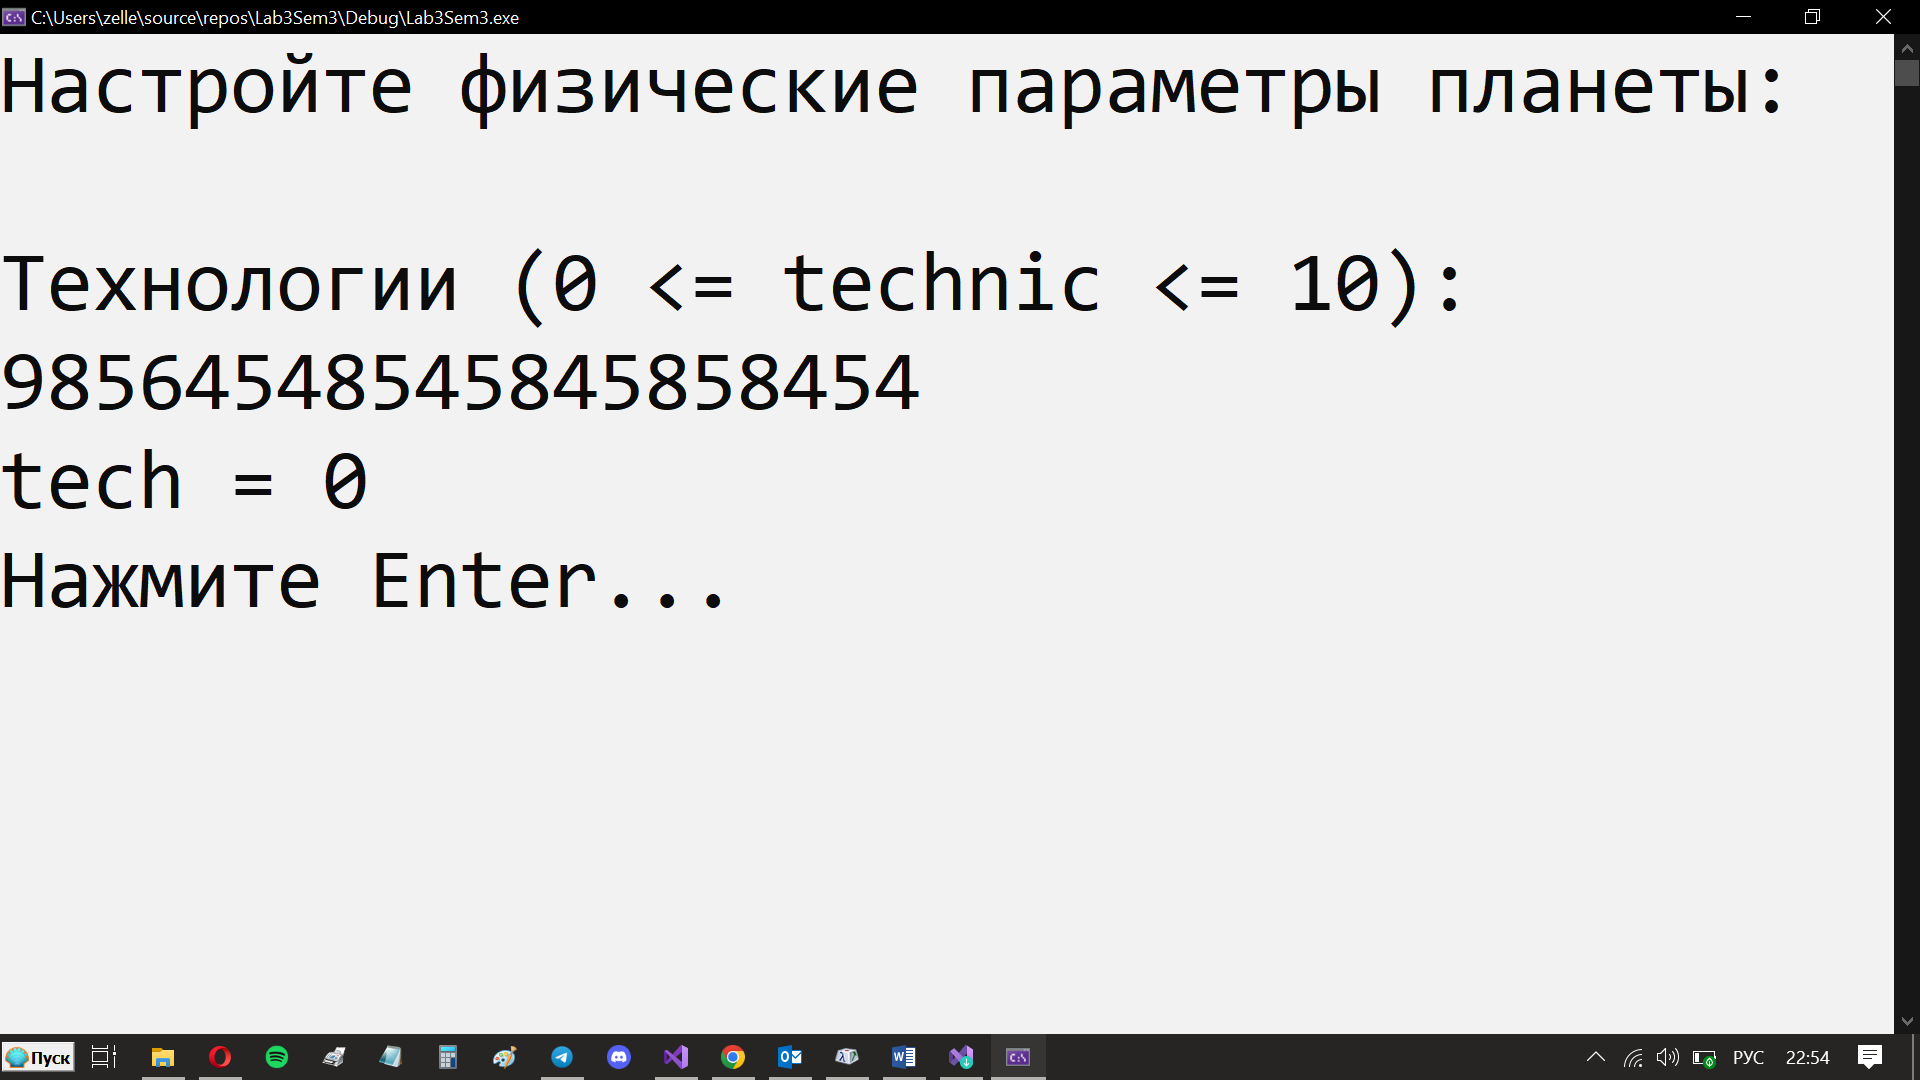 C:\Users\zelle\source\repos\Lab3Sem3\Debug\Lab3Sem3.exe
Настройте физические параметры планеты:
Технологии (0 <= technic <= 10):
98564548545845858454
tech = 0
Нажмите Enter...
Пуск
РУС
22:54